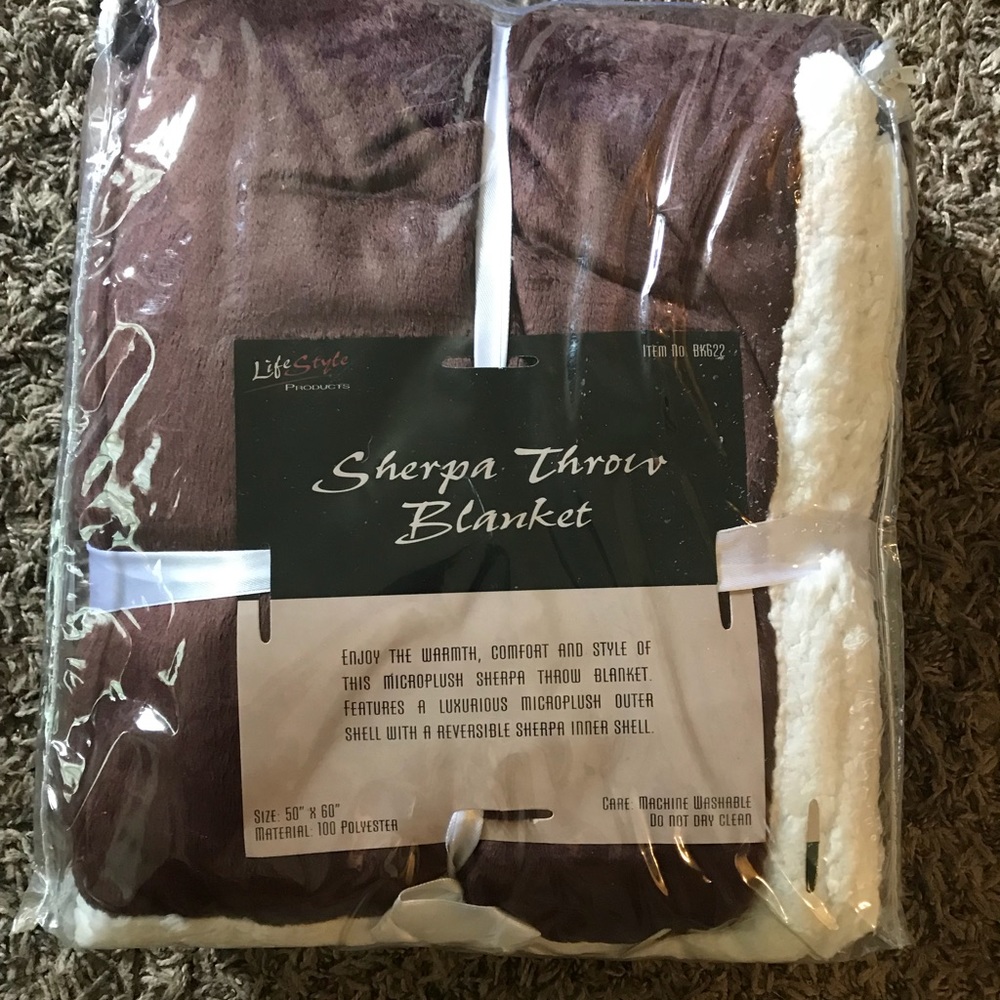 LifeStyle
PRODUCTS
ITEM NO. BK622
Sherpa Throw
Blanket
ENJOY THE WARMTH, COMFORT AND STYLE OF
THIS MICROPLUSH SHERPA THROW BLANKET.
FEATURES A LUXURIOUS MICROPLUSH OUTER
SHELL WITH A REVERSIBLE SHERPA INNER SHELL.
SIZE: 50" X 60"
MATERIAL: 100 POLYESTER
CARE: MACHINE WASHABLE
DO NOT DRY CLEAN